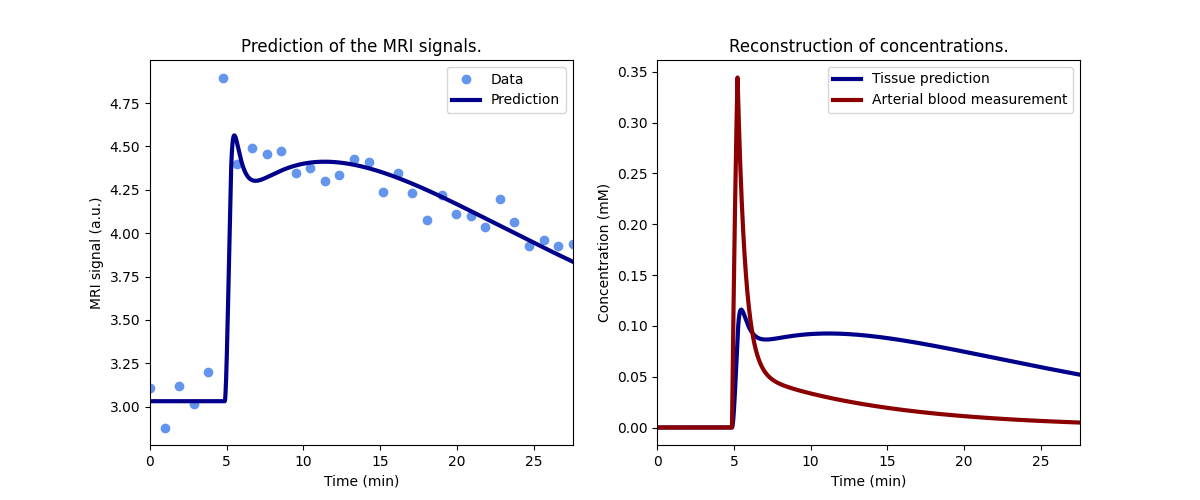 Prediction of the MRI signals.
Data
Prediction
MRI signal (a.u.)
4.75
4.50
4.25
4.00
3.75
3.50
3.25
3.00
0
5
10
15
20
25
Time (min)
Reconstruction of concentrations.
Tissue prediction
Arterial blood measurement
Concentration (mM)
0.35
0.30
0.25
0.20
0.15
0.10
0.05
0.00
0
5
10
15
20
25
Time (min)